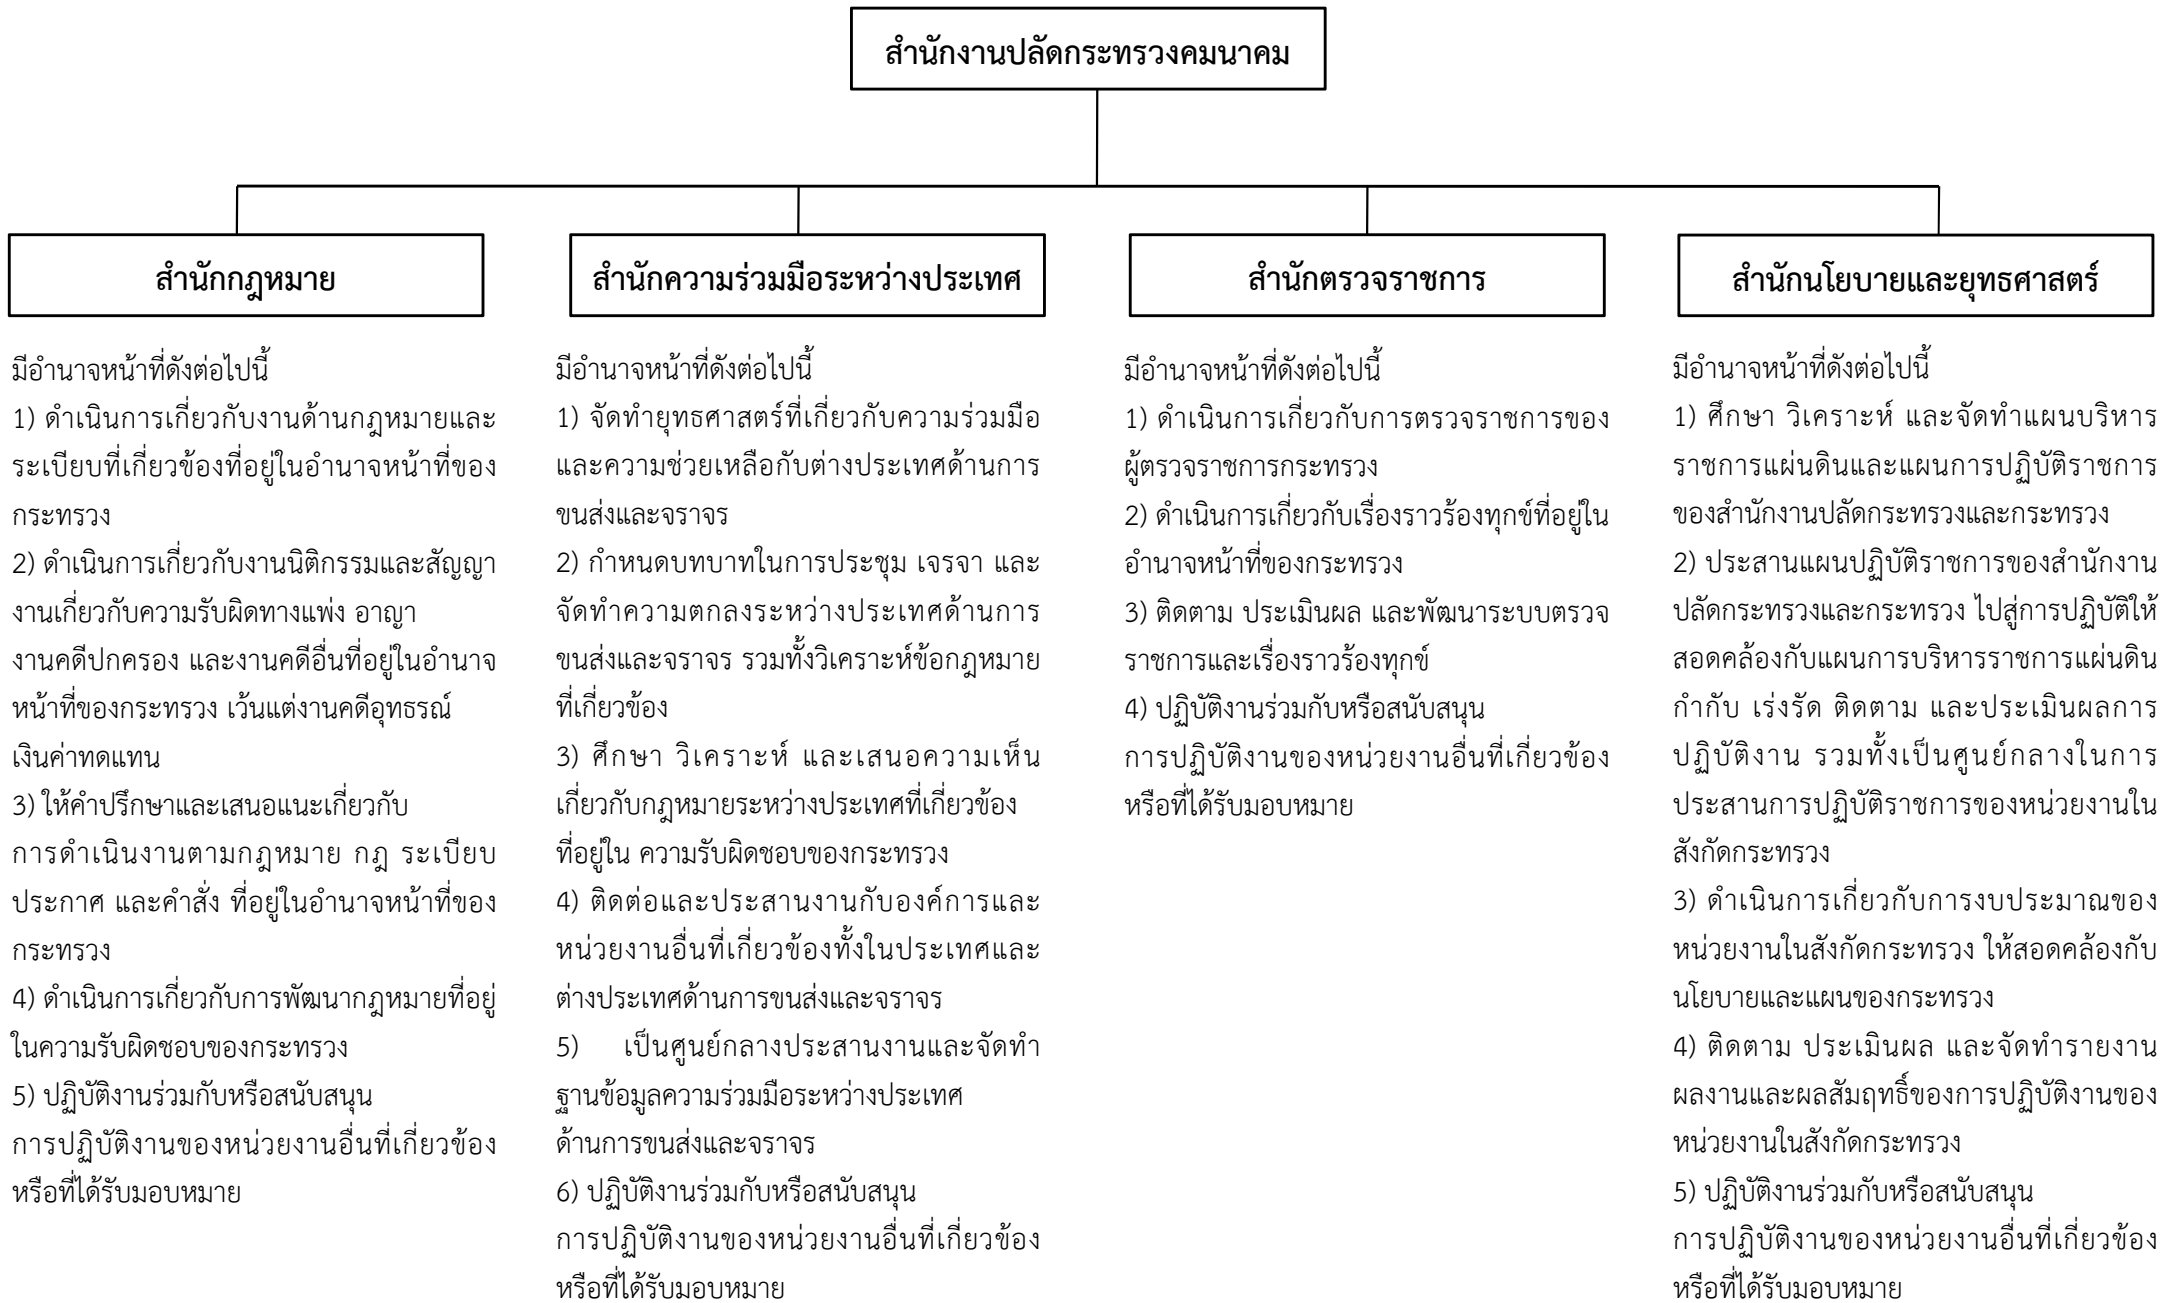 สำนักงานปลัดกระทรวงคมนาคม
สำนักกฎหมาย
มีอำนาจหน้าที่ดังต่อไปนี้
1) ดำเนินการเกี่ยวกับงานด้านกฎหมายและ
ระเบียบที่เกี่ยวข้องที่อยู่ในอำนาจหน้าที่ของ
กระทรวง
2) ดำเนินการเกี่ยวกับงานนิติกรรมและสัญญา
งานเกี่ยวกับความรับผิดทางแพ่ง อาญา
งานคดีปกครอง และงานคดีอื่นที่อยู่ในอำนาจ
หน้าที่ของกระทรวง เว้นแต่งานคดีอุทธรณ์
เงินค่าทดแทน
3) ให้คำปรึกษาและเสนอแนะเกี่ยวกับ
การดำเนินงานตามกฎหมาย กฎ ระเบียบ
ประกาศ และคำสั่ง ที่อยู่ในอำนาจหน้าที่ของ
กระทรวง
4) ดำเนินการเกี่ยวกับการพัฒนากฎหมายที่อยู่
ในความรับผิดชอบของกระทรวง
5) ปฏิบัติงานร่วมกับหรือสนับสนุน
การปฏิบัติงานของหน่วยงานอื่นที่เกี่ยวข้อง
หรือที่ได้รับมอบหมาย
สำนักความร่วมมือระหว่างประเทศ
มีอำนาจหน้าที่ดังต่อไปนี้
1) จัดทำยุทธศาสตร์ที่เกี่ยวกับความร่วมมือ
และความช่วยเหลือกับต่างประเทศด้านการ
ขนส่งและจราจร
2) กำหนดบทบาทในการประชุม เจรจา และ
จัดทำความตกลงระหว่างประเทศด้านการ
ขนส่งและจราจร รวมทั้งวิเคราะห์ข้อกฎหมาย
ที่เกี่ยวข้อง
3) ศึกษา วิเคราะห์ และเสนอความเห็น
เกี่ยวกับกฎหมายระหว่างประเทศที่เกี่ยวข้อง
ที่อยู่ใน ความรับผิดชอบของกระทรวง
4) ติดต่อและประสานงานกับองค์การและ
หน่วยงานอื่นที่เกี่ยวข้องทั้งในประเทศและ
ต่างประเทศด้านการขนส่งและจราจร
5) เป็นศูนย์กลางประสานงานและจัดทำ
ฐานข้อมูลความร่วมมือระหว่างประเทศ
ด้านการขนส่งและจราจร
6) ปฏิบัติงานร่วมกับหรือสนับสนุน
การปฏิบัติงานของหน่วยงานอื่นที่เกี่ยวข้อง
หรือที่ได้รับมอบหมาย
สำนักตรวจราชการ
มีอำนาจหน้าที่ดังต่อไปนี้
1) ดำเนินการเกี่ยวกับการตรวจราชการของ
ผู้ตรวจราชการกระทรวง
2) ดำเนินการเกี่ยวกับเรื่องราวร้องทุกข์ที่อยู่ใน
อำนาจหน้าที่ของกระทรวง
3) ติดตาม ประเมินผล และพัฒนาระบบตรวจ
ราชการและเรื่องราวร้องทุกข์
4) ปฏิบัติงานร่วมกับหรือสนับสนุน
การปฏิบัติงานของหน่วยงานอื่นที่เกี่ยวข้อง
หรือที่ได้รับมอบหมาย
สำนักนโยบายและยุทธศาสตร์
มีอำนาจหน้าที่ดังต่อไปนี้
1) ศึกษา วิเคราะห์ และจัดทำแผนบริหาร
ราชการแผ่นดินและแผนการปฏิบัติราชการ
ของสำนักงานปลัดกระทรวงและกระทรวง
2) ประสานแผนปฏิบัติราชการของสำนักงาน
ปลัดกระทรวงและกระทรวง ไปสู่การปฏิบัติให้
สอดคล้องกับแผนการบริหารราชการแผ่นดิน
กำกับ เร่งรัด ติดตาม และประเมินผลการ
ปฏิบัติงาน รวมทั้งเป็นศูนย์กลางในการ
ประสานการปฏิบัติราชการของหน่วยงานใน
สังกัดกระทรวง
3) ดำเนินการเกี่ยวกับการงบประมาณของ
หน่วยงานในสังกัดกระทรวง ให้สอดคล้องกับ
นโยบายและแผนของกระทรวง
4) ติดตาม ประเมินผล และจัดทำรายงาน
ผลงานและผลสัมฤทธิ์ของการปฏิบัติงานของ
หน่วยงานในสังกัดกระทรวง
5) ปฏิบัติงานร่วมกับหรือสนับสนุน
การปฏิบัติงานของหน่วยงานอื่นที่เกี่ยวข้อง
หรือที่ได้รับมอบหมาย